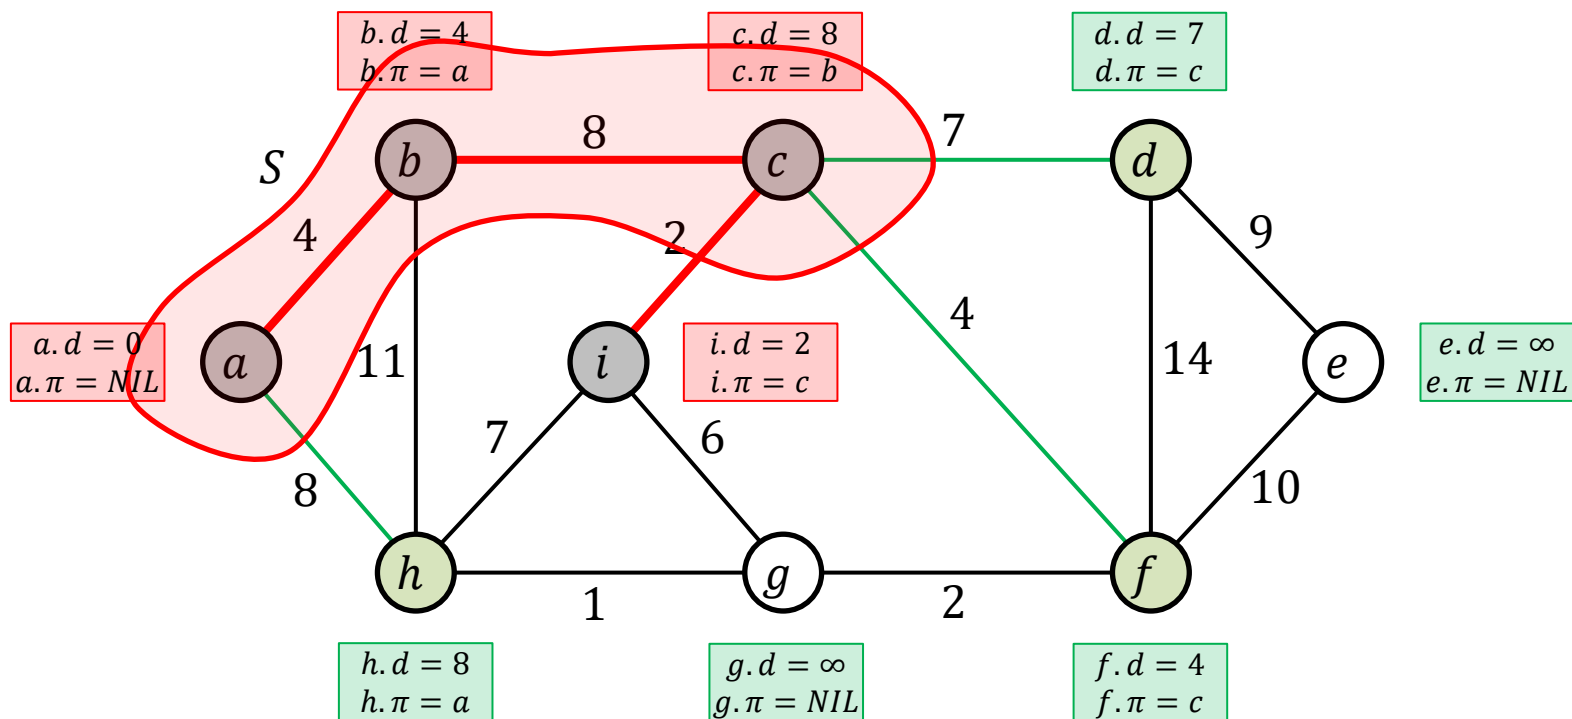 b.d = 4
b.π = a
c.d = 8
c.π = b
d.d = 7
d.π = c
8
7
S
b
c
d
4
2
9
a.d = 0
a.π = NIL
a
11
i
i.d = 2
i.π = c
4
14
e
e.d = ∞
e.π = NIL
8
7
6
10
h
g
f
1
2
h.d = 8
h.π = a
g.d = ∞
g.π = NIL
f.d = 4
f.π = c